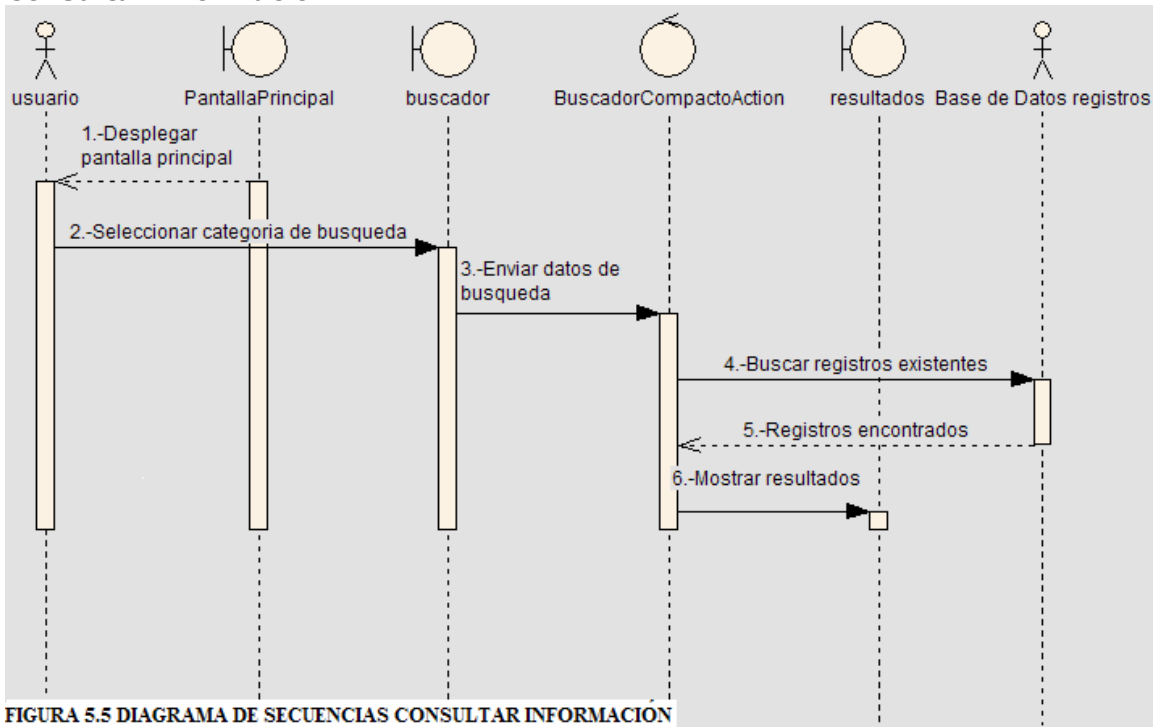 usuario PantallaPrincipal buscador BuscadorCompactoAction resultados Base de Datos registros
1.-Desplegar
pantalla principal
2.-Seleccionar categoria de busqueda
3.-Enviar datos de
busqueda
4.-Buscar registros existentes
5.-Registros encontrados
6.-Mostrar resultados
FIGURA 5.5 DIAGRAMA DE SECUENCIAS CONSULTAR INFORMACIÓN